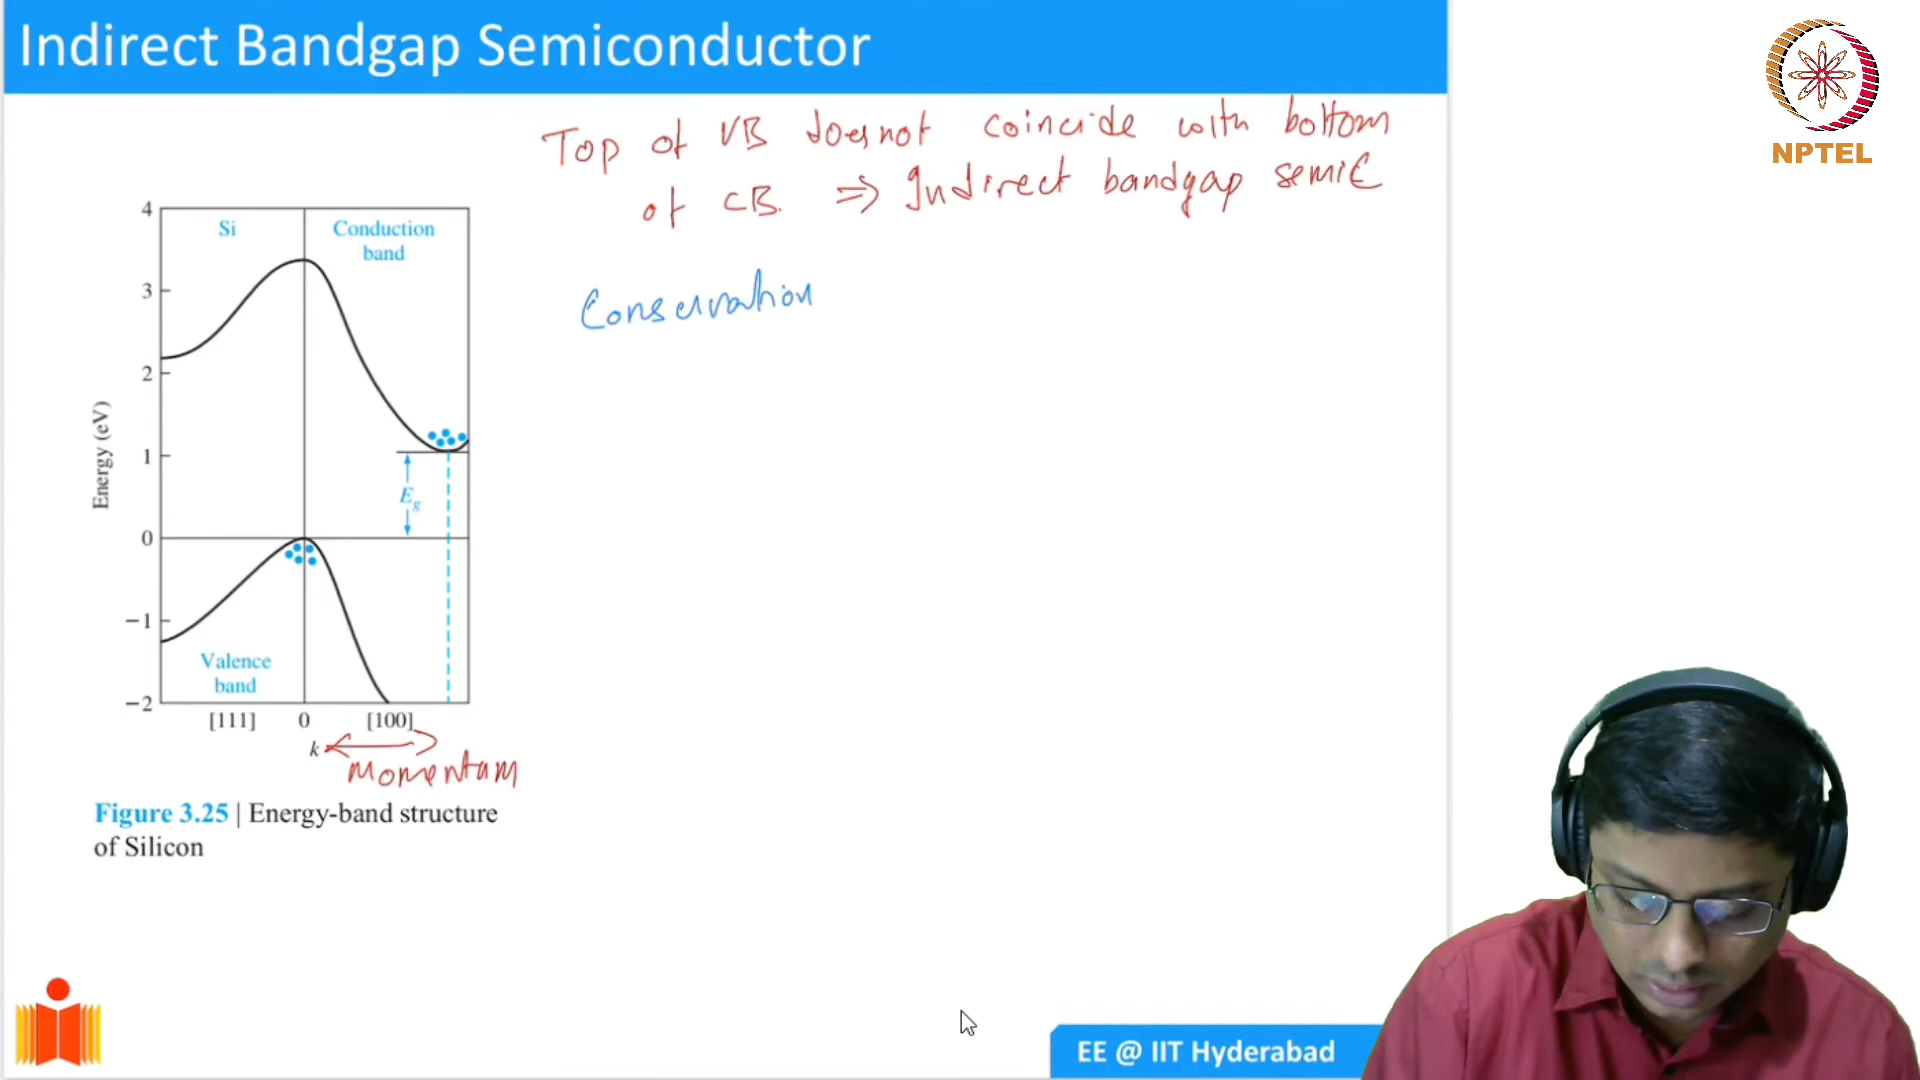 Indirect Bandgap Semiconductor
NPTEL
Top of VB does not coincide with bottom
of CB. ⇒ Indirect bandgap semiC
Conservation
4
Si
Conduction
band
3
2
1
Energy (eV)
Eg
0
−1
Valence
band
−2
[111] 0 [100]
k
Momentum
Figure 3.25 | Energy-band structure
of Silicon
EE @ IIT Hyderabad